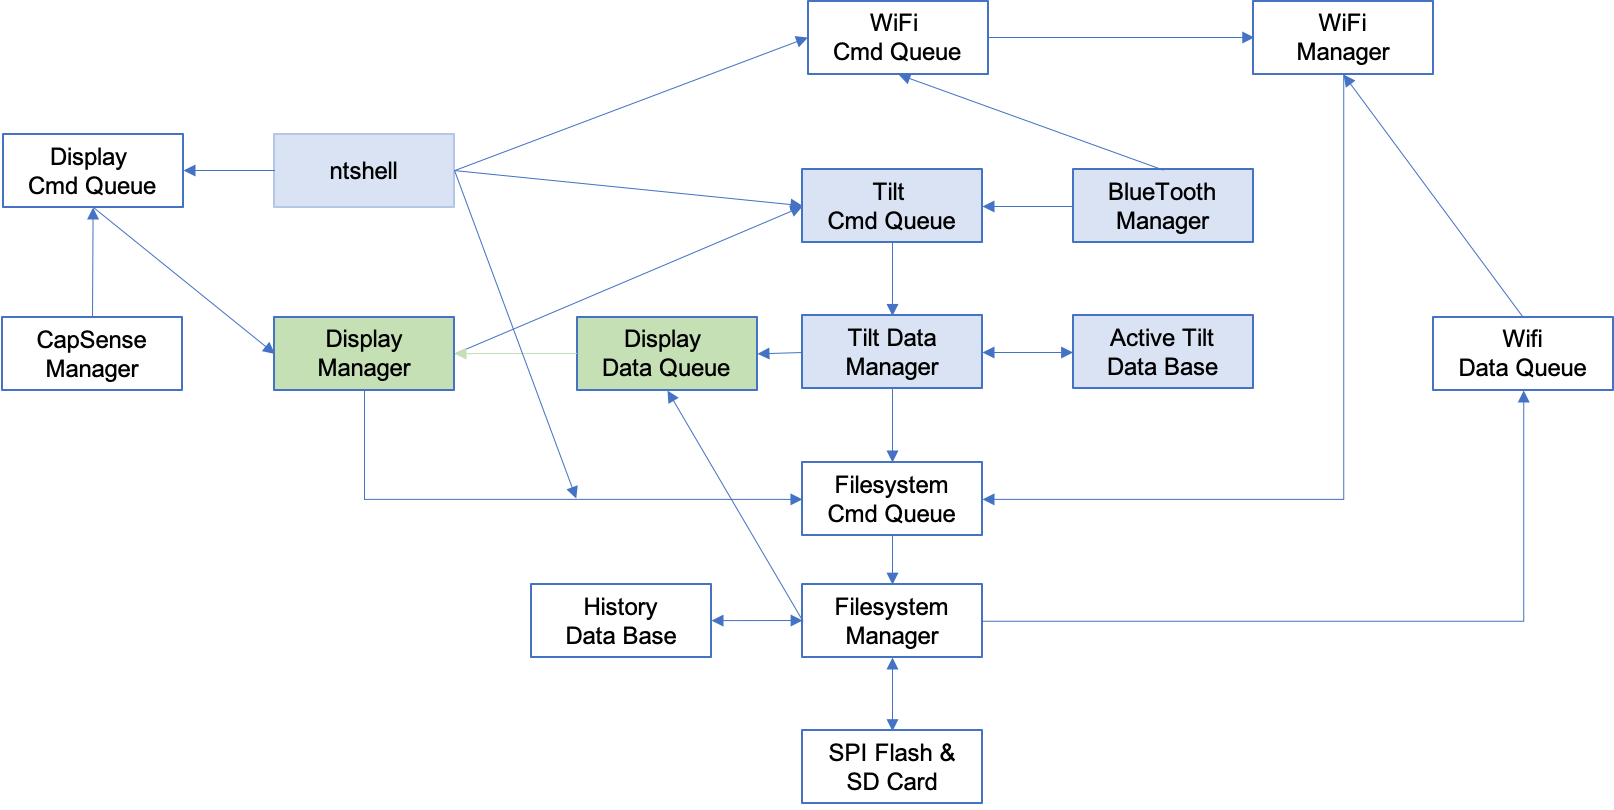 WiFi
Cmd Queue
WiFi
Manager
Display
Cmd Queue
ntshell
Tilt
Cmd Queue
BlueTooth
Manager
CapSense
Manager
Display
Manager
Display
Data Queue
Tilt Data
Manager
Active Tilt
Data Base
Wifi
Data Queue
Filesystem
Cmd Queue
History
Data Base
Filesystem
Manager
SPI Flash &
SD Card